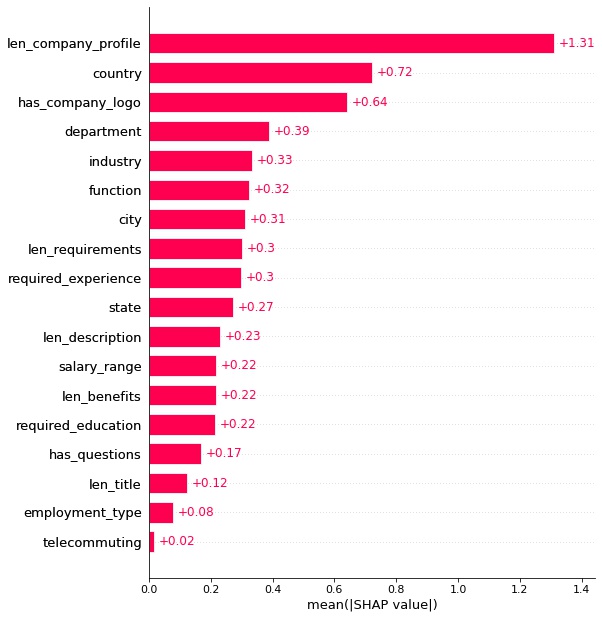 len_company_profile +1.31
country +0.72
has_company_logo +0.64
department +0.39
industry +0.33
function +0.32
city +0.31
len_requirements +0.3
required_experience +0.3
state +0.27
len_description +0.23
salary_range +0.22
len_benefits +0.22
required_education +0.22
has_questions +0.17
len_title +0.12
employment_type +0.08
telecommuting +0.02
0.0 0.2 0.4 0.6 0.8 1.0 1.2 1.4
mean(|SHAP value|)